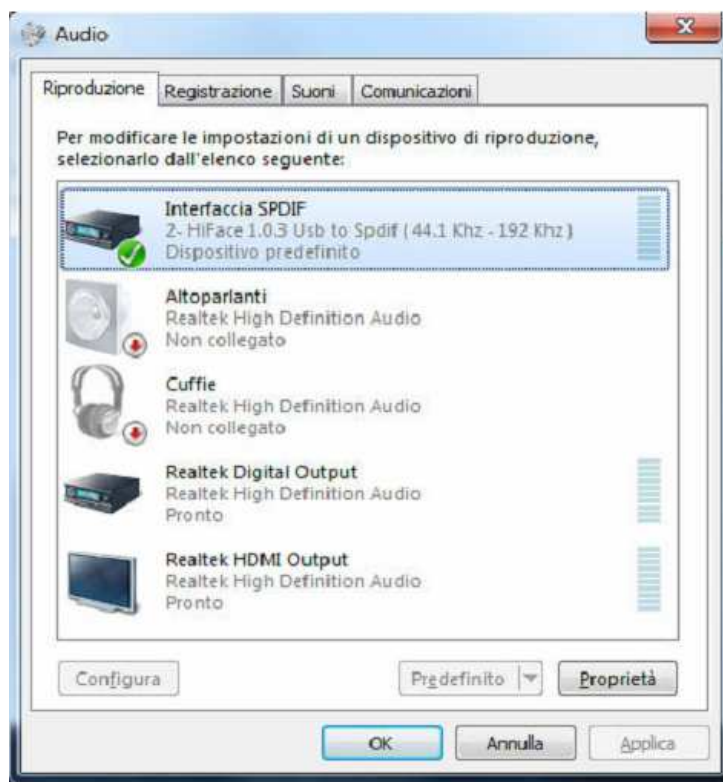 Audio
Riproduzione Registrazione Suoni Comunicazioni
Per modificare le impostazioni di un dispositivo di riproduzione,
selezionarlo dall'elenco seguente:
Interfaccia SPDIF
2- HiFace 1.0.3 Usb to Spdif ( 44.1 Khz - 192 Khz )
Dispositivo predefinito
Altoparlanti
Realtek High Definition Audio
Non collegato
Cuffie
Realtek High Definition Audio
Non collegato
Realtek Digital Output
Realtek High Definition Audio
Pronto
Realtek HDMI Output
Realtek High Definition Audio
Pronto
Configura Predefinito Proprietà
OK Annulla Applica